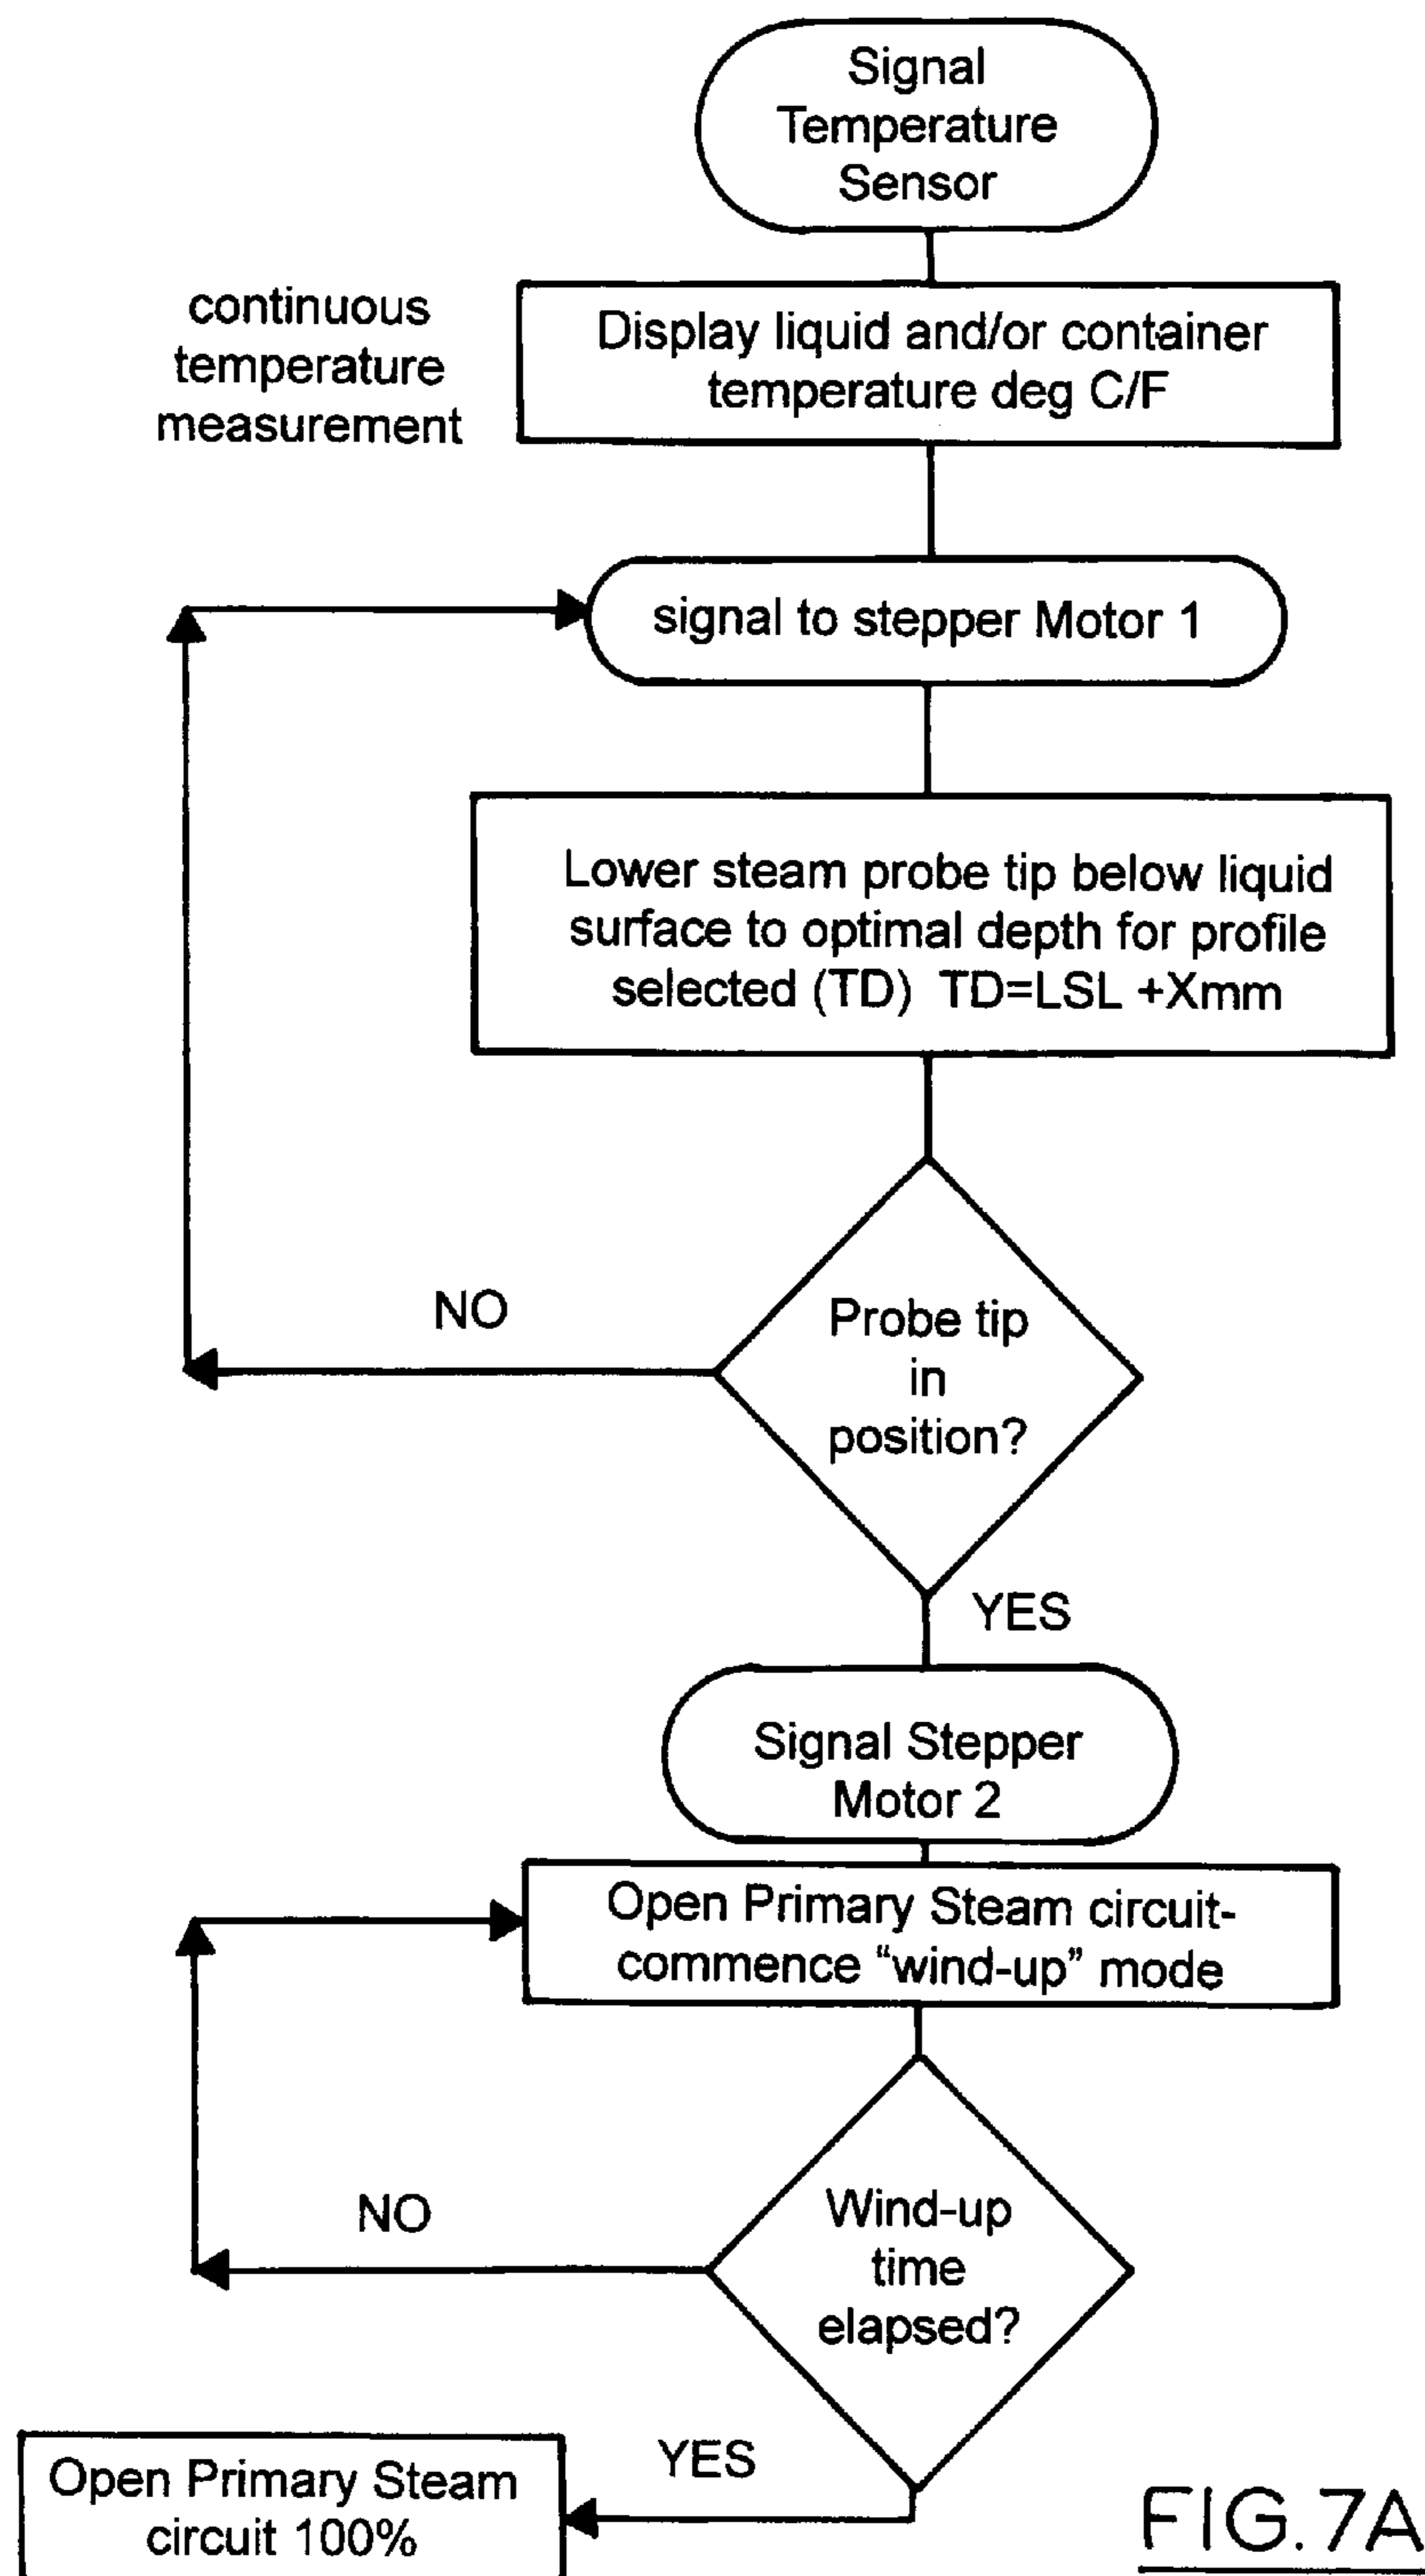 Signal
Temperature
Sensor
continuous
temperature
measurement
Display liquid and/or container
temperature deg C/F
signal to stepper Motor 1
Lower steam probe tip below liquid
surface to optimal depth for profile
selected (TD) TD=LSL +Xmm
NO
Probe tip
in
position?
YES
Signal Stepper
Motor 2
Open Primary Steam circuit-
commence “wind-up” mode
NO
Wind-up
time
elapsed?
YES
Open Primary Steam
circuit 100%
FIG.7A